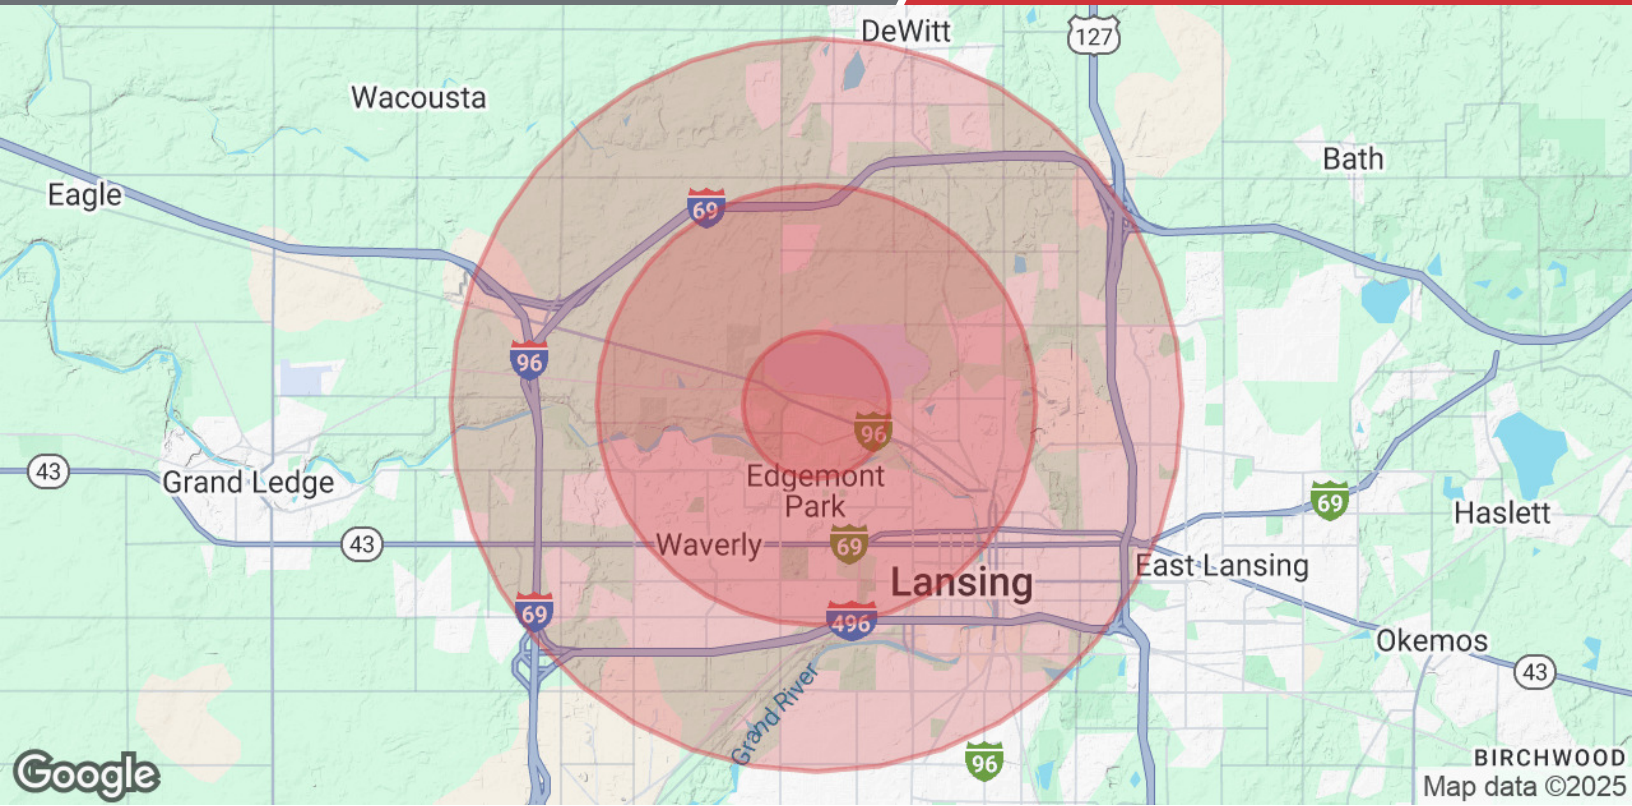 DeWitt
127
Wacousta
Bath
Eagle
69
96
96
Edgemont
Park
43
Grand Ledge
69
Haslett
43
Waverly
69
East Lansing
Lansing
69
496
Okemos
43
Grand River
96
BIRCHWOOD
Google
Map data ©2025